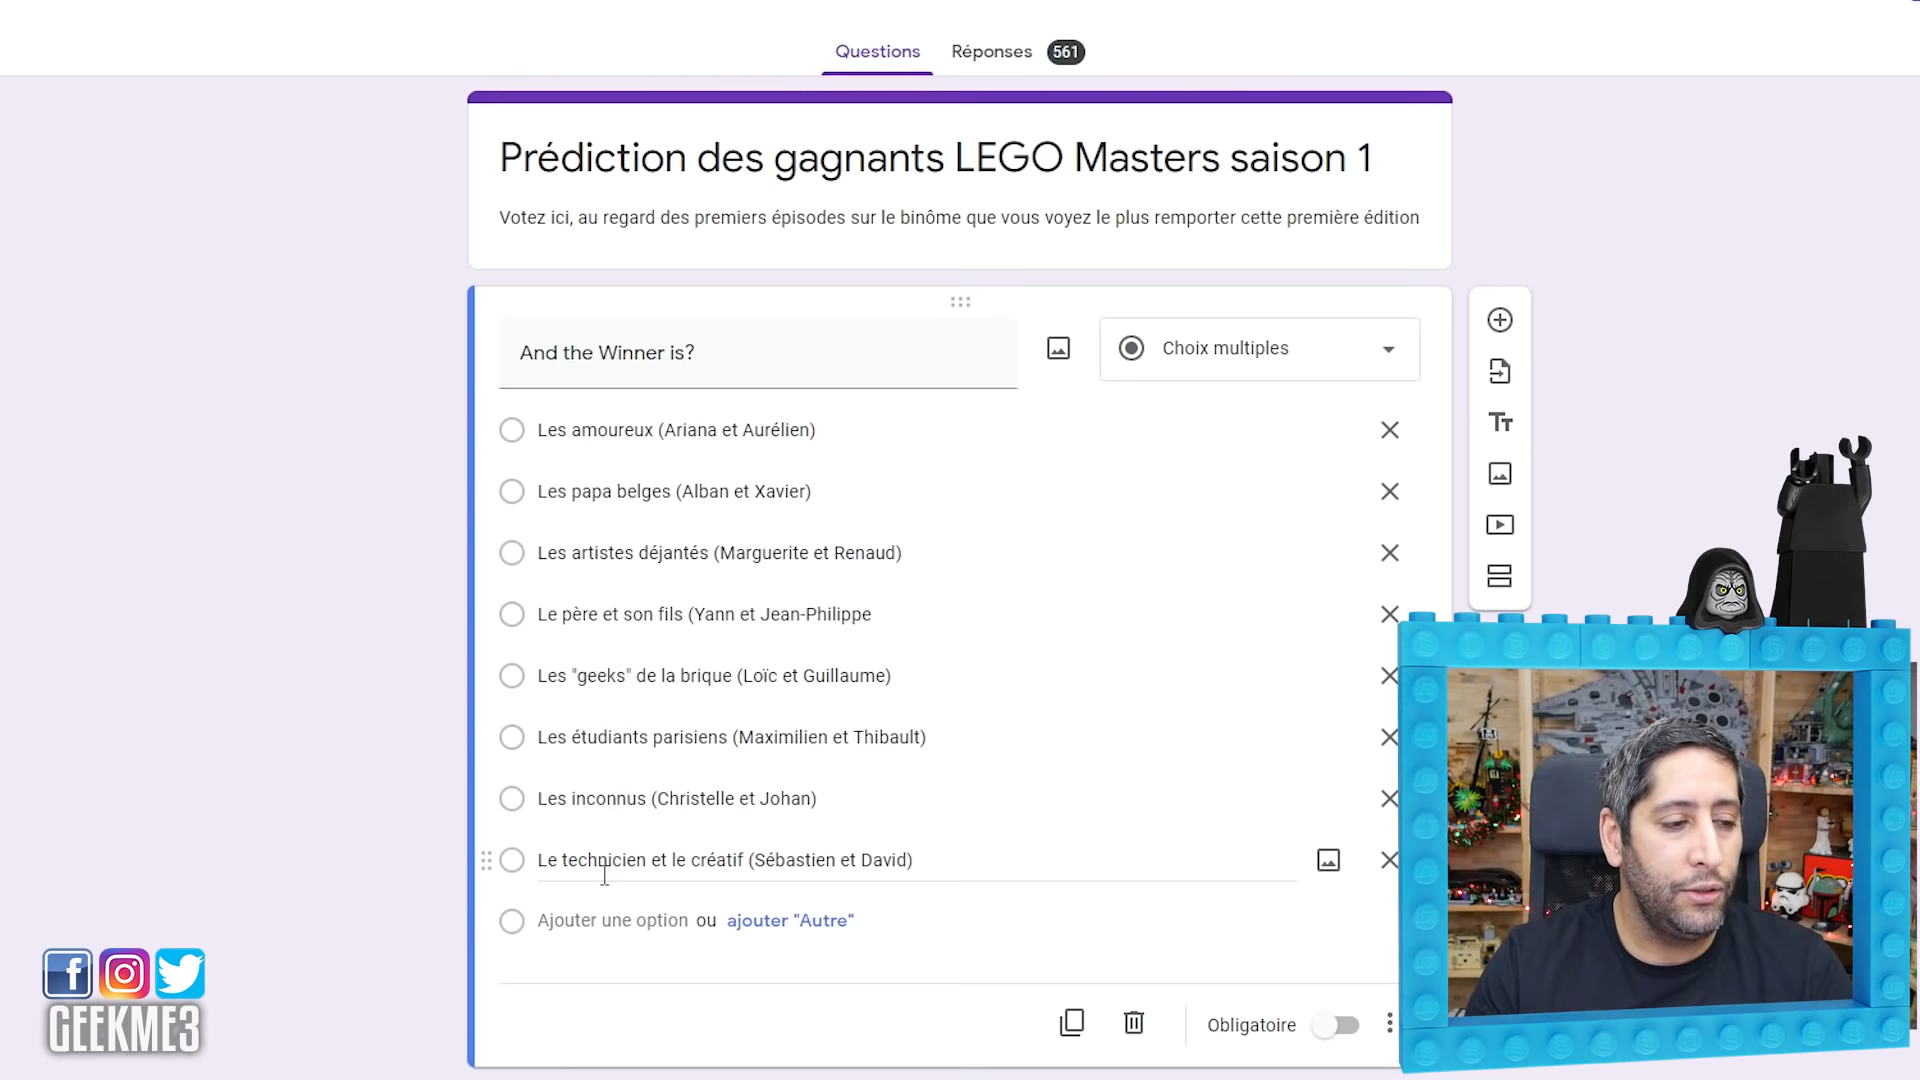 Questions Réponses 561
Prédiction des gagnants LEGO Masters saison 1
Votez ici, au regard des premiers épisodes sur le binôme que vous voyez le plus remporter cette première édition
And the Winner is?
Choix multiples
Les amoureux (Ariana et Aurélien)
Les papa belges (Alban et Xavier)
Les artistes déjantés (Marguerite et Renaud)
Le père et son fils (Yann et Jean-Philippe
Les "geeks" de la brique (Loïc et Guillaume)
Les étudiants parisiens (Maximilien et Thibault)
Les inconnus (Christelle et Johan)
Le technicien et le créatif (Sébastien et David)
Ajouter une option ou ajouter "Autre"
Obligatoire
GEEKME3